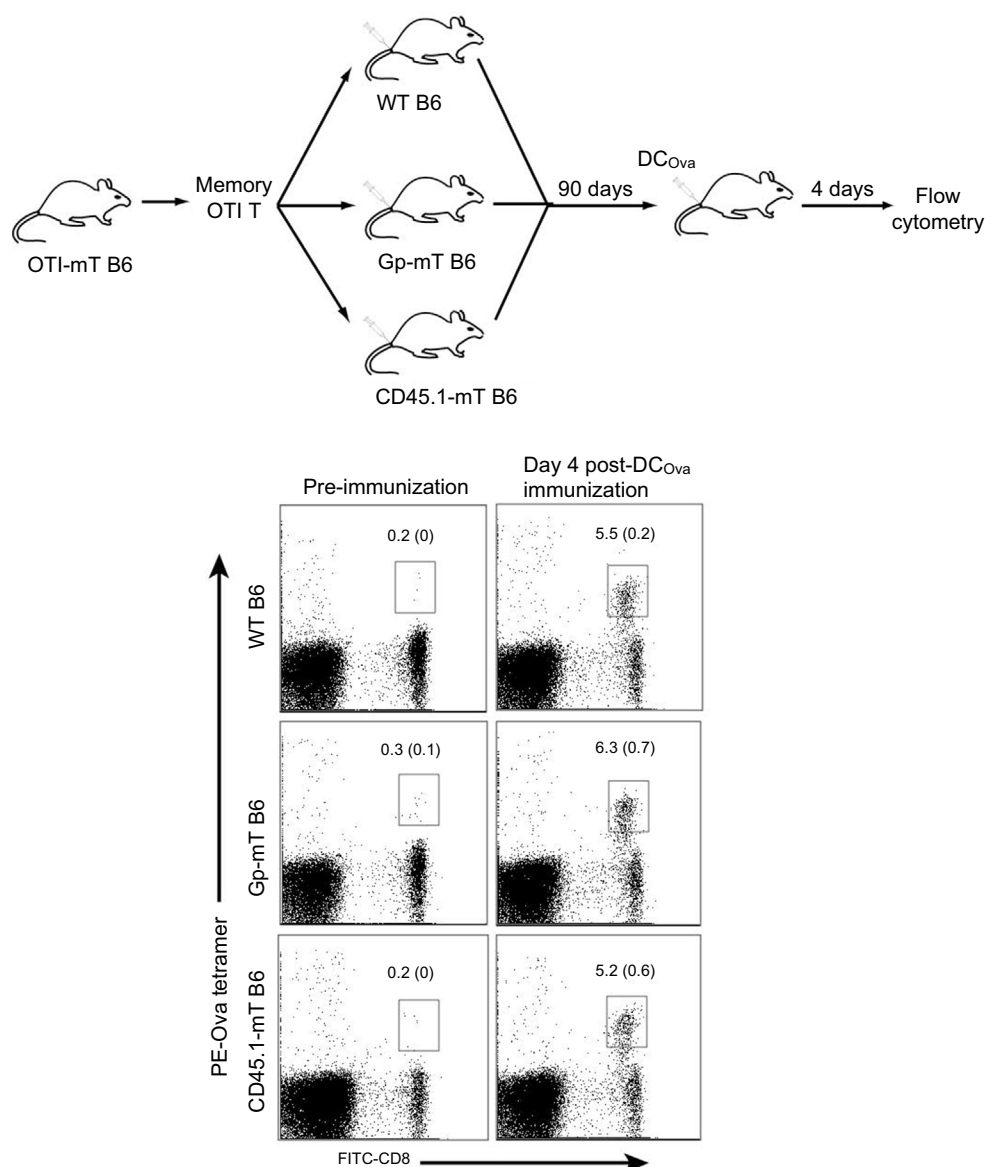 WT B6
OTI-mT B6
Memory
OTI T
Gp-mT B6
CD45.1-mT B6
90 days
DCOva
4 days
Flow
cytometry
Pre-immunization
Day 4 post-DCOva
immunization
PE-Ova tetramer
WT B6
0.2 (0)
5.5 (0.2)
Gp-mT B6
0.3 (0.1)
6.3 (0.7)
CD45.1-mT B6
0.2 (0)
5.2 (0.6)
FITC-CD8